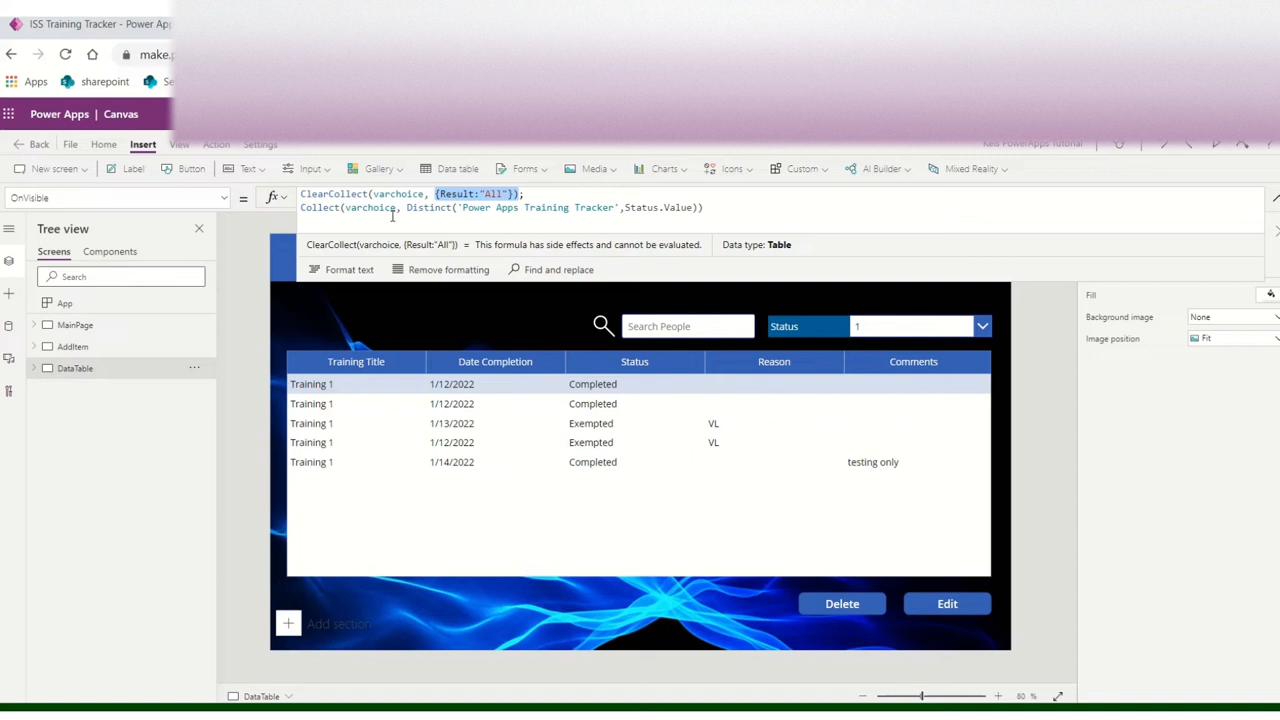 ISS Training Tracker - Power Ap
make.p
Apps sharepoint Se
Power Apps | Canvas
Back File Home Insert View Action Settings Kels PowerApps Tutorial
New screen Label Button Text Input Gallery Data table Forms Media Charts Icons Custom AI Builder Mixed Reality
OnVisible = fx ClearCollect(varchoice, {Result:"All"});
Collect(varchoice, Distinct('Power Apps Training Tracker',Status.Value))
Tree view
ClearCollect(varchoice, {Result:"All"}) = This formula has side effects and cannot be evaluated. Data type: Table
Screens Components
Format text Remove formatting Find and replace
Search
App
Fill
MainPage
Background image None
Search People Status 1
Image position Fit
AddItem
Training Title Date Completion Status Reason Comments
DataTable ...
Training 1 1/12/2022 Completed
Training 1 1/12/2022 Completed
Training 1 1/13/2022 Exempted VL
Training 1 1/12/2022 Exempted VL
Training 1 1/14/2022 Completed testing only
Delete Edit
Add section
DataTable 80 %